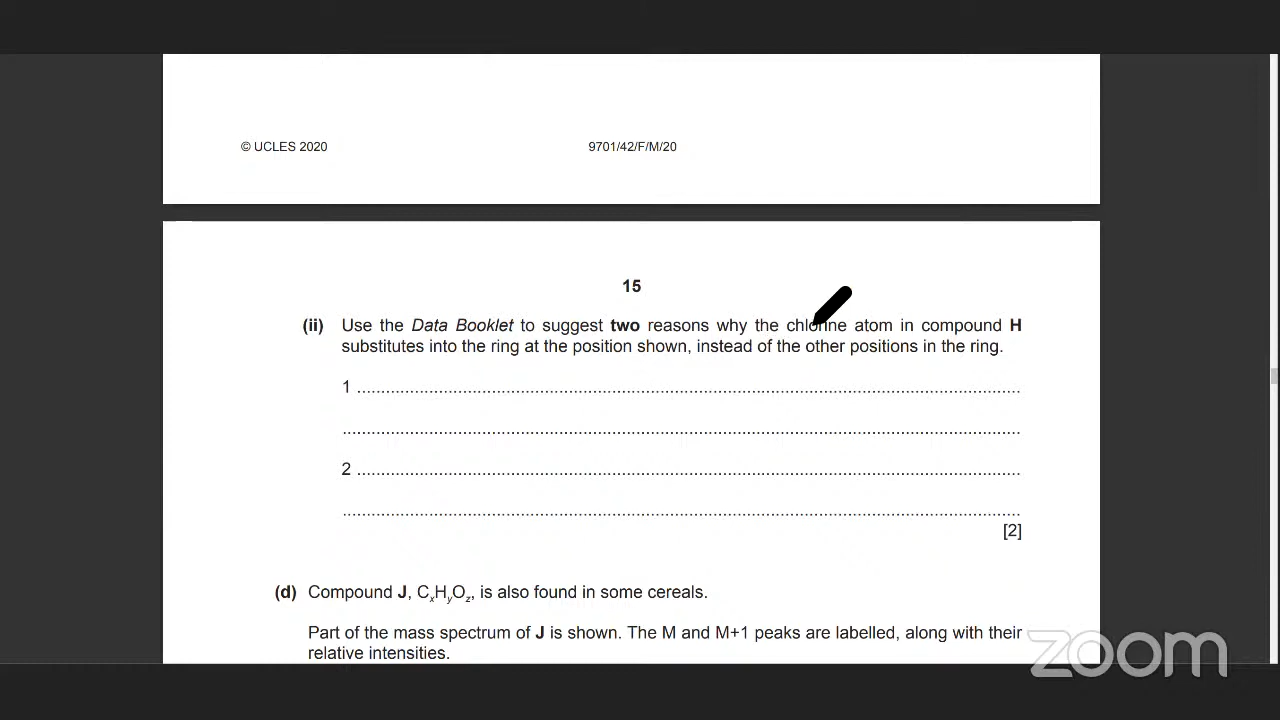 © UCLES 2020 9701/42/F/M/20
15
(ii) Use the Data Booklet to suggest two reasons why the chlorine atom in compound H
substitutes into the ring at the position shown, instead of the other positions in the ring.
1 ................................................................
................................................................
2 ................................................................
................................................................
[2]
(d) Compound J, CxHyOz, is also found in some cereals.
Part of the mass spectrum of J is shown. The M and M+1 peaks are labelled, along with their
relative intensities.
zoom